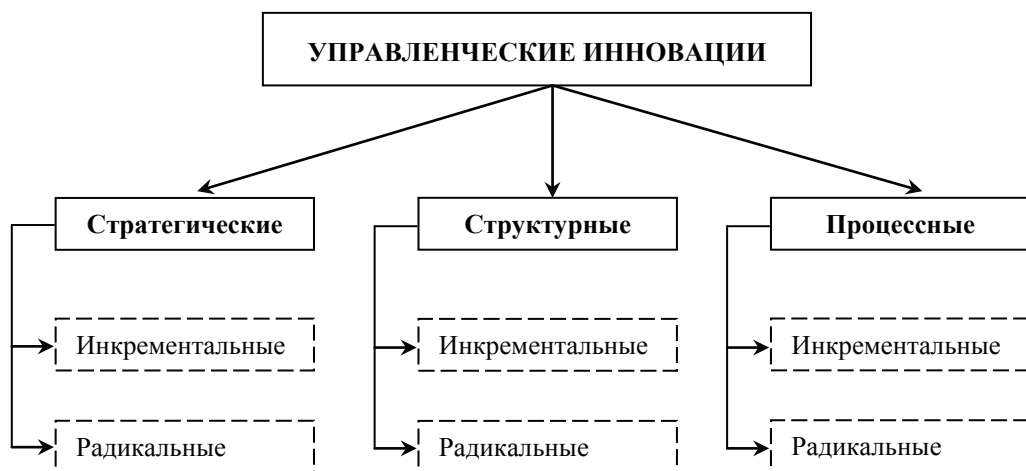 УПРАВЛЕНЧЕСКИЕ ИННОВАЦИИ
Стратегические
Структурные
Процессные
Инкрементальные
Инкрементальные
Инкрементальные
Радикальные
Радикальные
Радикальные